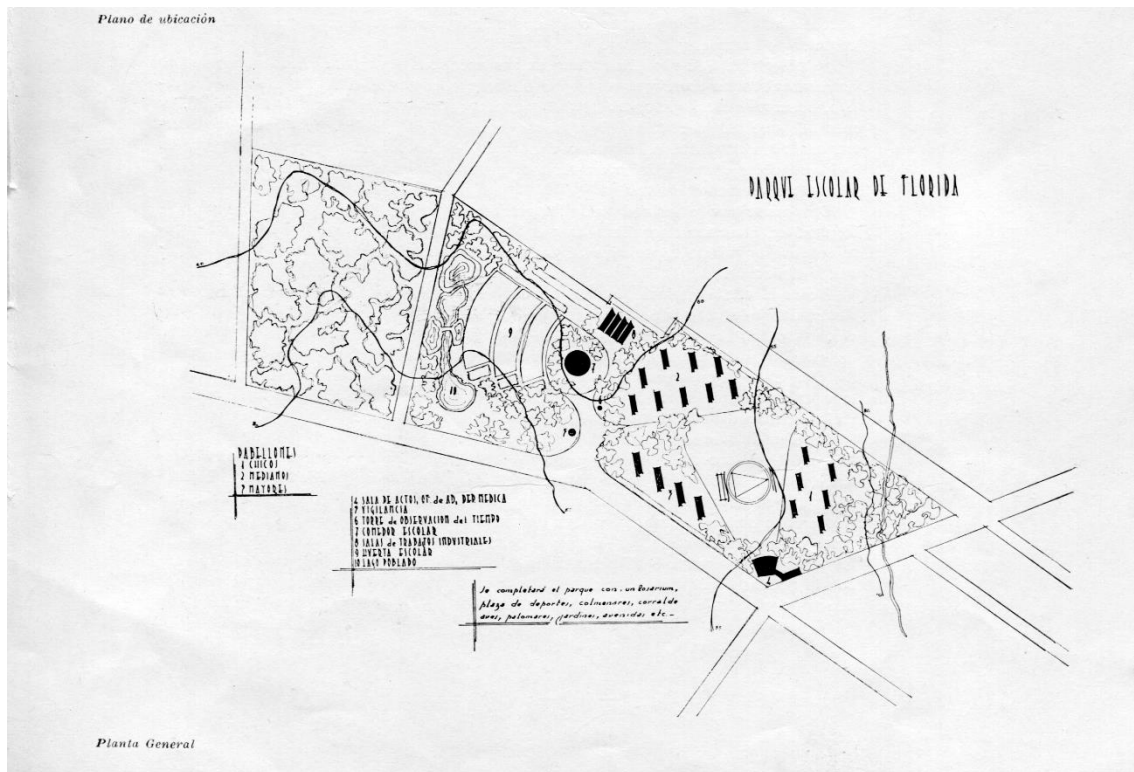 Plano de ubicación
PARQUE ESCOLAR DE FLORIDA
PABELLONES
1 CHICOS
2 MEDIANOS
3 MAYORES
4 SALA DE ACTOS, OF. de AD, DEP MEDICA
5 VIGILANCIA
6 TORRE de OBSERVACION del TIEMPO
7 COMEDOR ESCOLAR
8 SALAS de TRABAJOS INDUSTRIALES
9 HUERTA ESCOLAR
10 LAGO POBLADO
Se completará el parque con: un Rosarium,
plaza de deportes, colmenares, corral de
aves, palomares, jardines, avenidas etc. –
Planta General